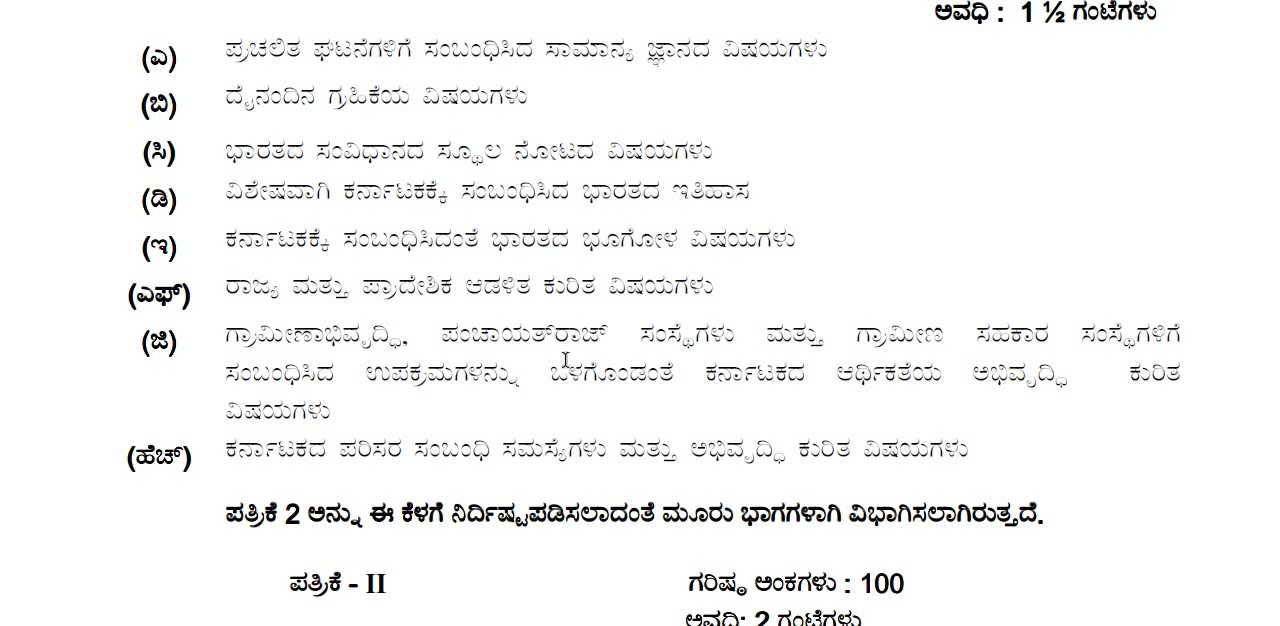 ಅವಧಿ : 1 ½ ಗಂಟೆಗಳು
(ಎ) ಪ್ರಚಲಿತ ಘಟನೆಗಳಿಗೆ ಸಂಬಂಧಿಸಿದ ಸಾಮಾನ್ಯ ಜ್ಞಾನದ ವಿಷಯಗಳು
(ಬಿ) ದೈನಂದಿನ ಗ್ರಹಿಕೆಯ ವಿಷಯಗಳು
(ಸಿ) ಭಾರತದ ಸಂವಿಧಾನದ ಸ್ಥೂಲ ನೋಟದ ವಿಷಯಗಳು
(ಡಿ) ವಿಶೇಷವಾಗಿ ಕರ್ನಾಟಕಕ್ಕೆ ಸಂಬಂಧಿಸಿದ ಭಾರತದ ಇತಿಹಾಸ
(ಇ) ಕರ್ನಾಟಕಕ್ಕೆ ಸಂಬಂಧಿಸಿದಂತೆ ಭಾರತದ ಭೂಗೋಳ ವಿಷಯಗಳು
(ಎಫ್) ರಾಜ್ಯ ಮತ್ತು ಪ್ರಾದೇಶಿಕ ಆಡಳಿತ ಕುರಿತ ವಿಷಯಗಳು
(ಜಿ) ಗ್ರಾಮೀಣಾಭಿವೃದ್ಧಿ, ಪಂಚಾಯತ್‌ರಾಜ್ ಸಂಸ್ಥೆಗಳು ಮತ್ತು ಗ್ರಾಮೀಣ ಸಹಕಾರ ಸಂಸ್ಥೆಗಳಿಗೆ
ಸಂಬಂಧಿಸಿದ ಉಪಕ್ರಮಗಳನ್ನು ಒಳಗೊಂಡಂತೆ ಕರ್ನಾಟಕದ ಆರ್ಥಿಕತೆಯ ಅಭಿವೃದ್ಧಿ ಕುರಿತ
ವಿಷಯಗಳು
(ಹೆಚ್) ಕರ್ನಾಟಕದ ಪರಿಸರ ಸಂಬಂಧಿ ಸಮಸ್ಯೆಗಳು ಮತ್ತು ಅಭಿವೃದ್ಧಿ ಕುರಿತ ವಿಷಯಗಳು
ಪತ್ರಿಕೆ 2 ಅನ್ನು ಈ ಕೆಳಗೆ ನಿರ್ದಿಷ್ಟಪಡಿಸಲಾದಂತೆ ಮೂರು ಭಾಗಗಳಾಗಿ ವಿಭಾಗಿಸಲಾಗಿರುತ್ತದೆ.
ಪತ್ರಿಕೆ - II ಗರಿಷ್ಠ ಅಂಕಗಳು : 100
ಅವಧಿ: 2 ಗಂಟೆಗಳು